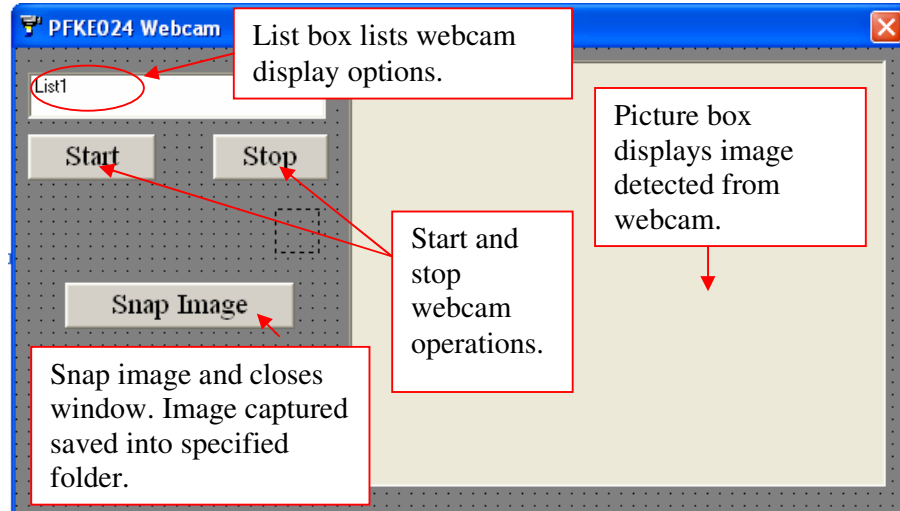 PFKE024 Webcam
List box lists webcam
display options.
List1
Start
Stop
Picture box
displays image
detected from
webcam.
Start and
stop
webcam
operations.
Snap Image
Snap image and closes
window. Image captured
saved into specified
folder.